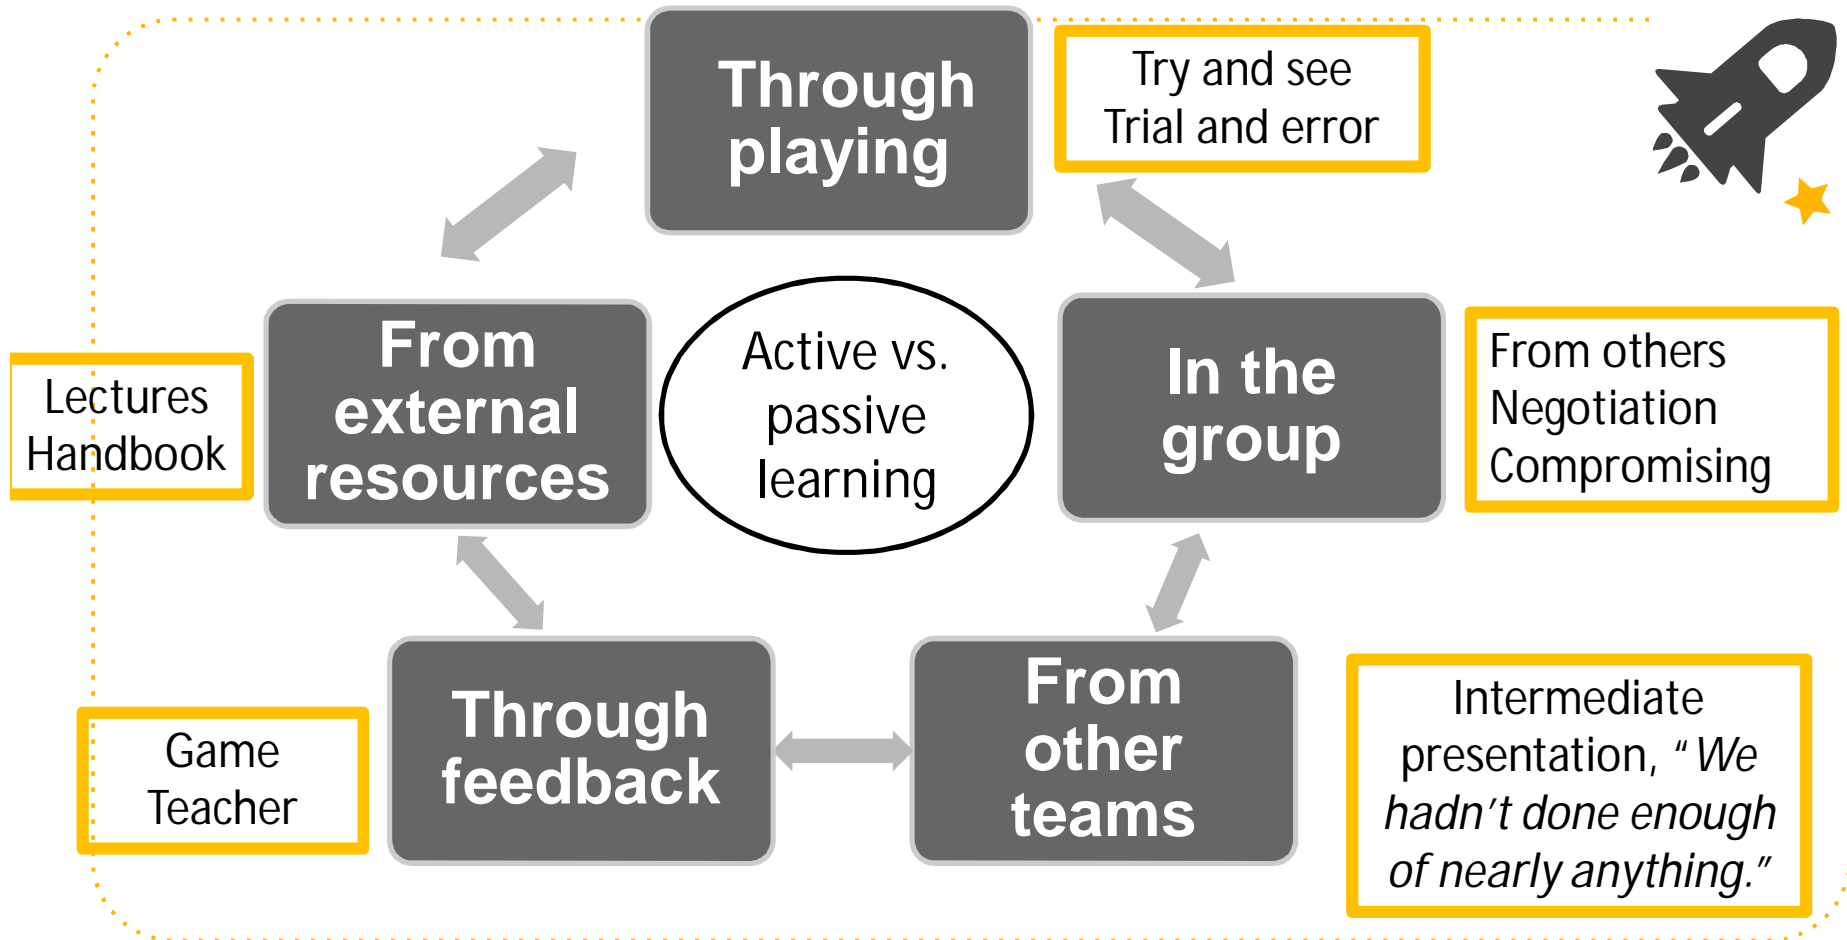 Through
playing
Try and see
Trial and error
From
external
resources
Lectures
Handbook
Active vs.
passive
learning
In the
group
From others
Negotiation
Compromising
Through
feedback
Game
Teacher
From
other
teams
Intermediate
presentation, “We
hadn’t done enough
of nearly anything.”